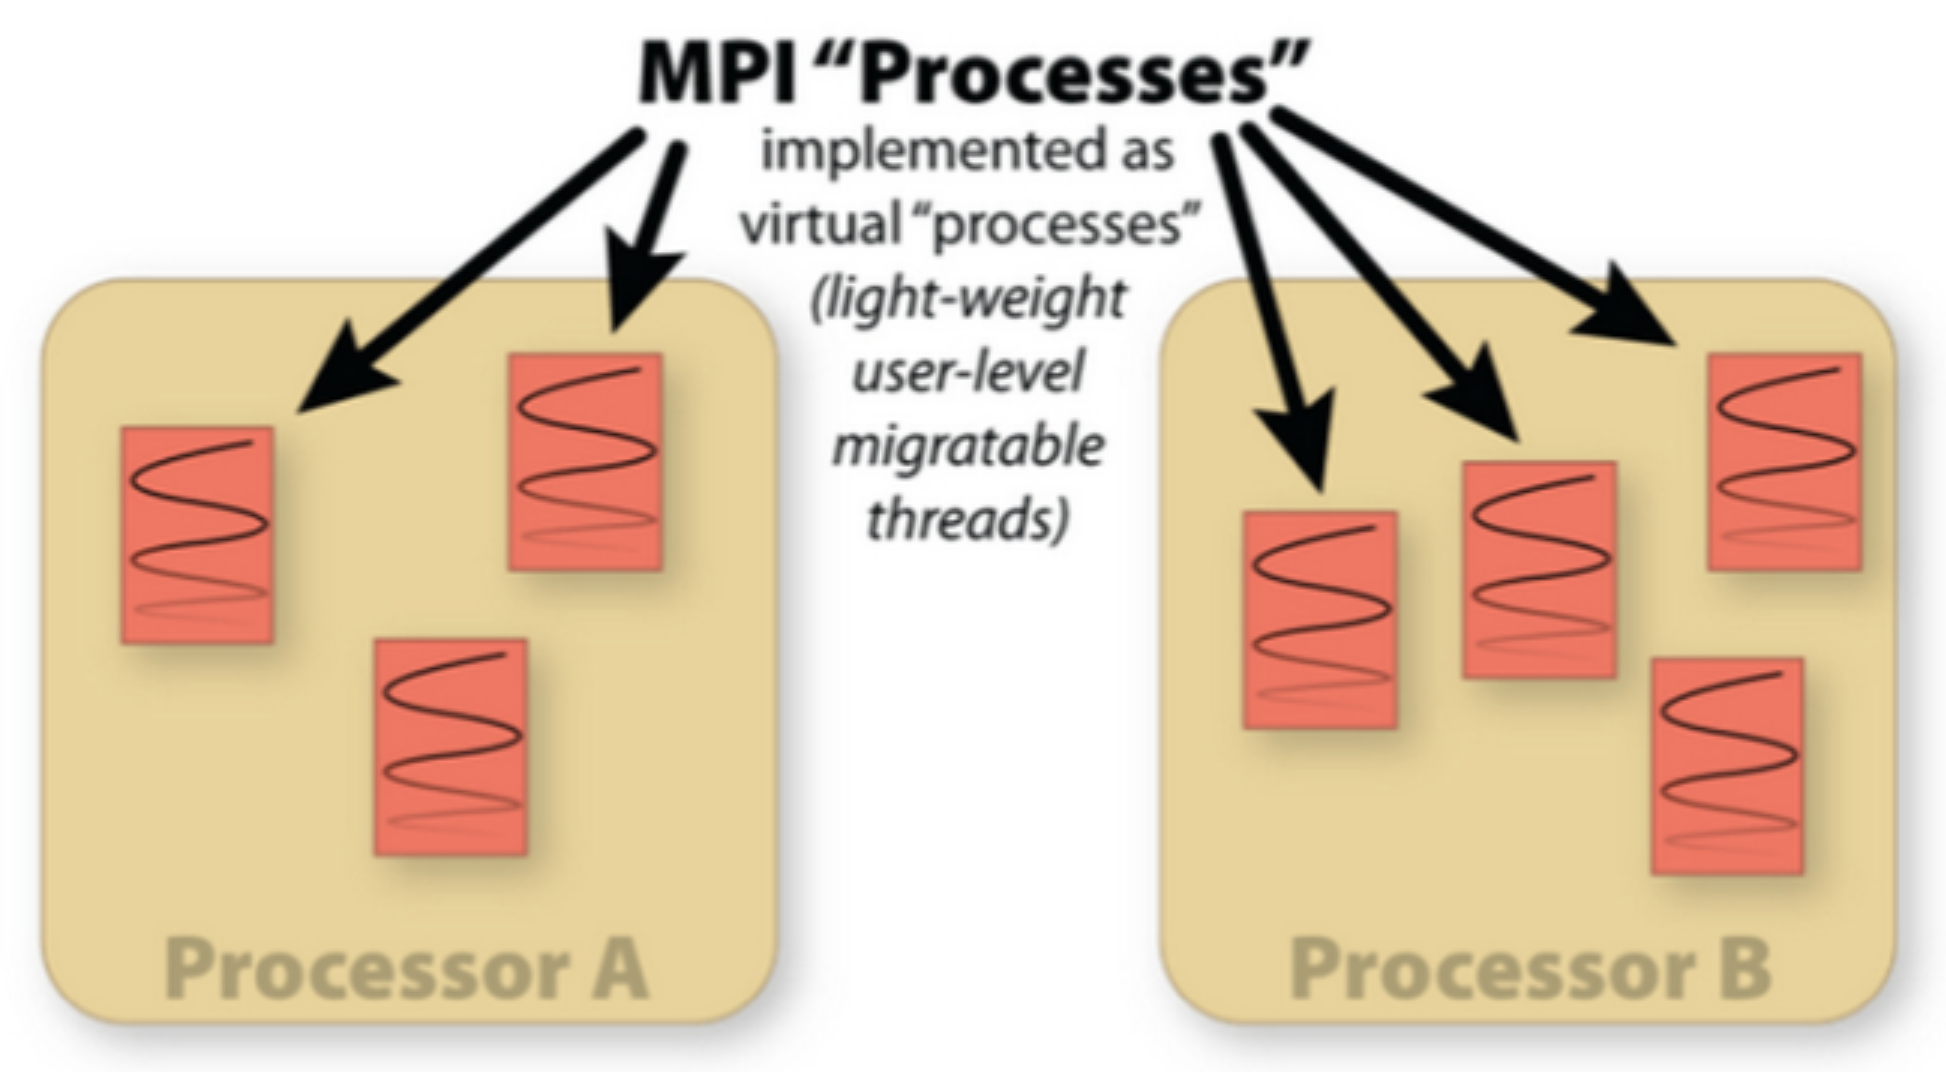 MPI “Processes”
implemented as
virtual “processes”
(light-weight
user-level
migratable
threads)
Processor A
Processor B